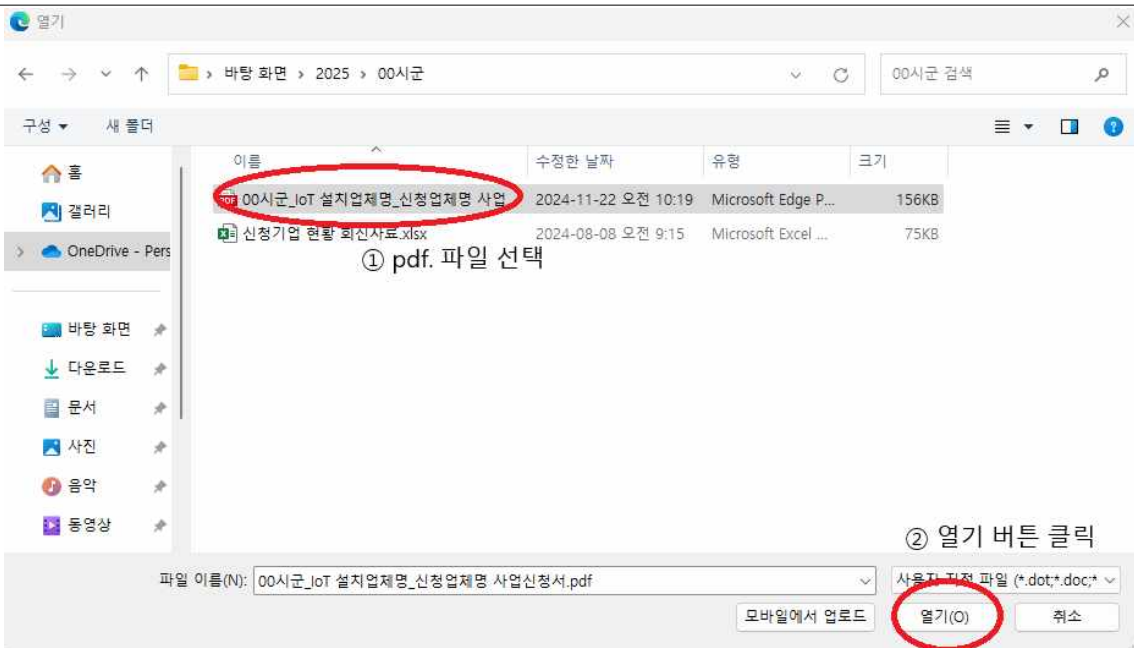 열기
바탕 화면 › 2025 › 00시군
00시군 검색
구성
새 폴더
이름
수정한 날짜
유형
크기
홈
갤러리
OneDrive - Pers
바탕 화면
다운로드
문서
사진
음악
동영상
00시군_IoT 설치업체명_신청업체명 사업
2024-11-22 오전 10:19
Microsoft Edge P...
156KB
신청기업 현황 회신자료.xlsx
2024-08-08 오전 9:15
Microsoft Excel ...
75KB
① pdf. 파일 선택
② 열기 버튼 클릭
파일 이름(N):
00시군_IoT 설치업체명_신청업체명 사업신청서.pdf
사용자 지정 파일 (*.dot;*.doc;*
모바일에서 업로드
열기(O)
취소